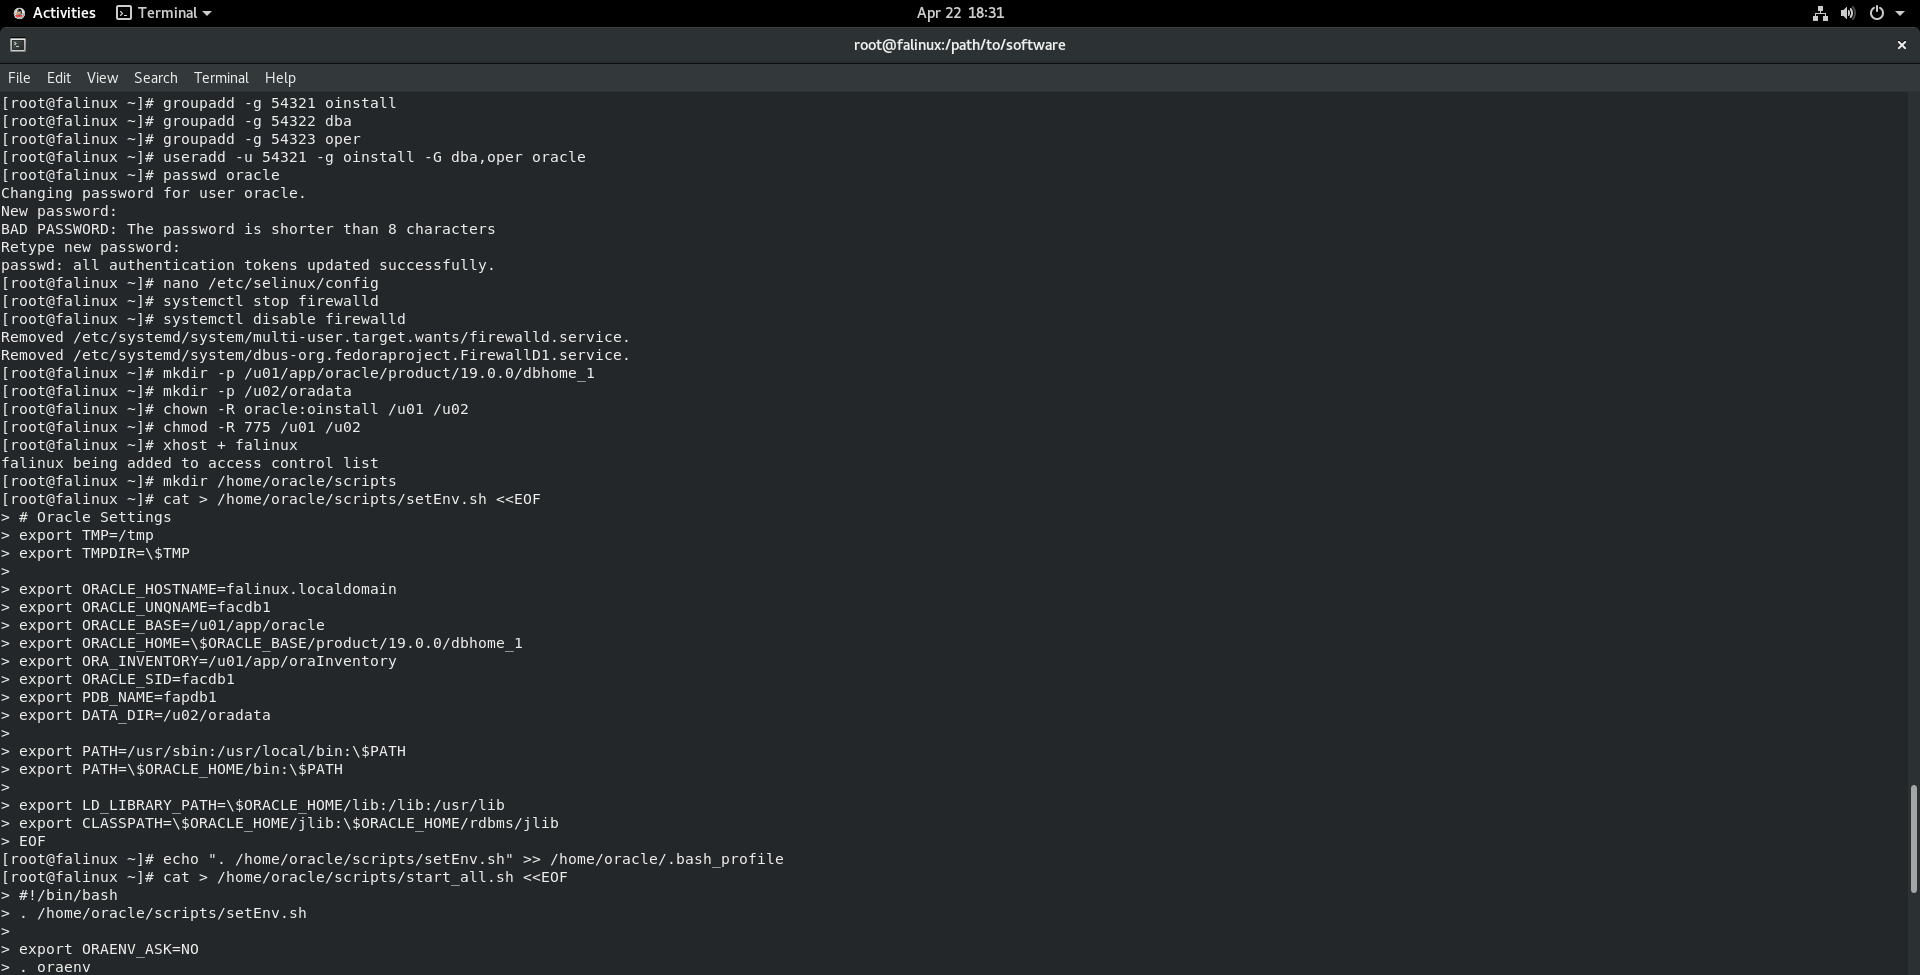 Activities Terminal Apr 22 18:31
root@falinux:/path/to/software
File Edit View Search Terminal Help
[root@falinux ~]# groupadd -g 54321 oinstall
[root@falinux ~]# groupadd -g 54322 dba
[root@falinux ~]# groupadd -g 54323 oper
[root@falinux ~]# useradd -u 54321 -g oinstall -G dba,oper oracle
[root@falinux ~]# passwd oracle
Changing password for user oracle.
New password:
BAD PASSWORD: The password is shorter than 8 characters
Retype new password:
passwd: all authentication tokens updated successfully.
[root@falinux ~]# nano /etc/selinux/config
[root@falinux ~]# systemctl stop firewalld
[root@falinux ~]# systemctl disable firewalld
Removed /etc/systemd/system/multi-user.target.wants/firewalld.service.
Removed /etc/systemd/system/dbus-org.fedoraproject.FirewallD1.service.
[root@falinux ~]# mkdir -p /u01/app/oracle/product/19.0.0/dbhome_1
[root@falinux ~]# mkdir -p /u02/oradata
[root@falinux ~]# chown -R oracle:oinstall /u01 /u02
[root@falinux ~]# chmod -R 775 /u01 /u02
[root@falinux ~]# xhost + falinux
falinux being added to access control list
[root@falinux ~]# mkdir /home/oracle/scripts
[root@falinux ~]# cat > /home/oracle/scripts/setEnv.sh <<EOF
> # Oracle Settings
> export TMP=/tmp
> export TMPDIR=\$TMP
>
> export ORACLE_HOSTNAME=falinux.localdomain
> export ORACLE_UNQNAME=facdb1
> export ORACLE_BASE=/u01/app/oracle
> export ORACLE_HOME=\$ORACLE_BASE/product/19.0.0/dbhome_1
> export ORA_INVENTORY=/u01/app/oraInventory
> export ORACLE_SID=facdb1
> export PDB_NAME=fapdb1
> export DATA_DIR=/u02/oradata
>
> export PATH=/usr/sbin:/usr/local/bin:\$PATH
> export PATH=\$ORACLE_HOME/bin:\$PATH
>
> export LD_LIBRARY_PATH=\$ORACLE_HOME/lib:/lib:/usr/lib
> export CLASSPATH=\$ORACLE_HOME/jlib:\$ORACLE_HOME/rdbms/jlib
> EOF
[root@falinux ~]# echo ". /home/oracle/scripts/setEnv.sh" >> /home/oracle/.bash_profile
[root@falinux ~]# cat > /home/oracle/scripts/start_all.sh <<EOF
> #!/bin/bash
> . /home/oracle/scripts/setEnv.sh
>
> export ORAENV_ASK=NO
> . oraenv